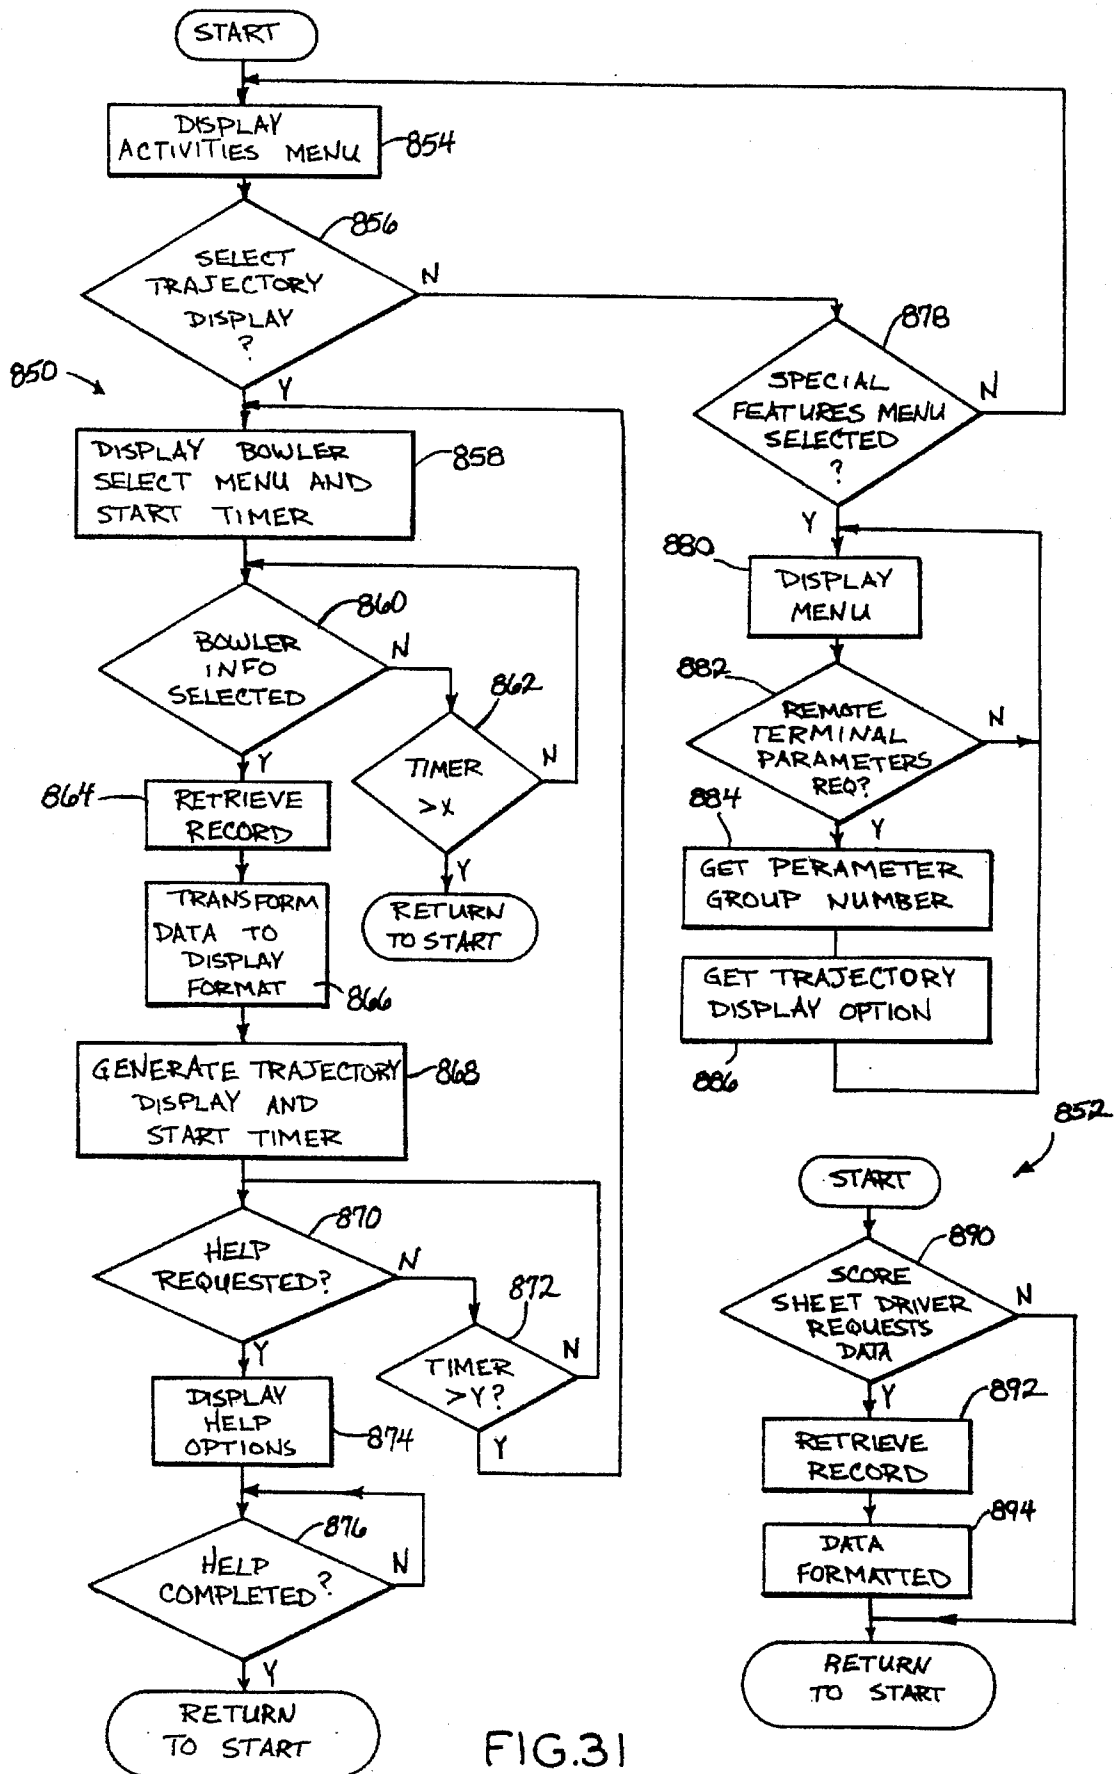 START
DISPLAY
ACTIVITIES MENU
854
856
SELECT
TRAJECTORY
DISPLAY
?
N
Y
850
DISPLAY BOWLER
SELECT MENU AND
START TIMER
858
860
BOWLER
INFO
SELECTED
N
Y
862
TIMER
>X
N
Y
RETURN
TO START
864
RETRIEVE
RECORD
TRANSFORM
DATA TO
DISPLAY
FORMAT
866
GENERATE TRAJECTORY
DISPLAY AND
START TIMER
868
870
HELP
REQUESTED?
N
Y
872
TIMER
>Y?
N
Y
DISPLAY
HELP
OPTIONS
874
876
HELP
COMPLETED?
N
Y
RETURN
TO START
878
SPECIAL
FEATURES MENU
SELECTED
?
N
Y
880
DISPLAY
MENU
882
REMOTE
TERMINAL
PARAMETERS
REQ?
N
Y
884
GET PERAMETER
GROUP NUMBER
GET TRAJECTORY
DISPLAY OPTION
886
852
START
890
SCORE
SHEET DRIVER
REQUESTS
DATA
N
Y
892
RETRIEVE
RECORD
894
DATA
FORMATTED
RETURN
TO START
FIG.31